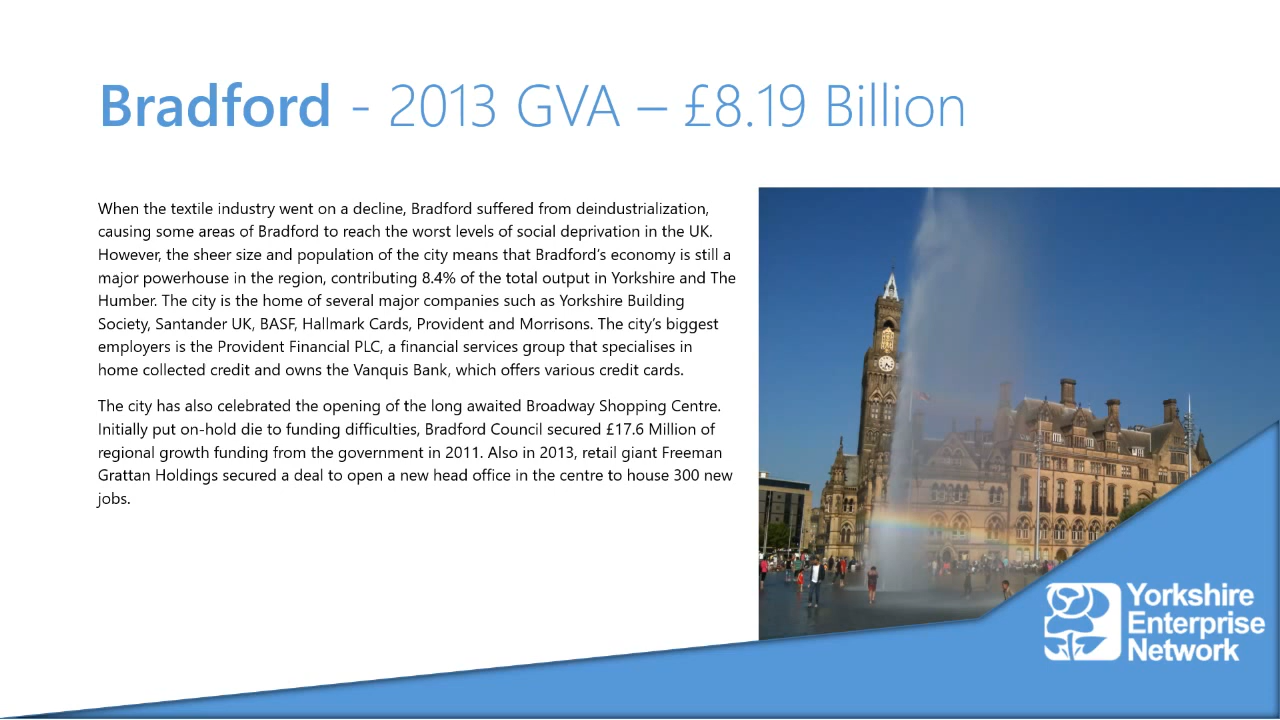 Bradford - 2013 GVA – £8.19 Billion
When the textile industry went on a decline, Bradford suffered from deindustrialization,
causing some areas of Bradford to reach the worst levels of social deprivation in the UK.
However, the sheer size and population of the city means that Bradford's economy is still a
major powerhouse in the region, contributing 8.4% of the total output in Yorkshire and The
Humber. The city is the home of several major companies such as Yorkshire Building
Society, Santander UK, BASF, Hallmark Cards, Provident and Morrisons. The city's biggest
employers is the Provident Financial PLC, a financial services group that specialises in
home collected credit and owns the Vanquis Bank, which offers various credit cards.
The city has also celebrated the opening of the long awaited Broadway Shopping Centre.
Initially put on-hold die to funding difficulties, Bradford Council secured £17.6 Million of
regional growth funding from the government in 2011. Also in 2013, retail giant Freeman
Grattan Holdings secured a deal to open a new head office in the centre to house 300 new
jobs.
Yorkshire
Enterprise
Network